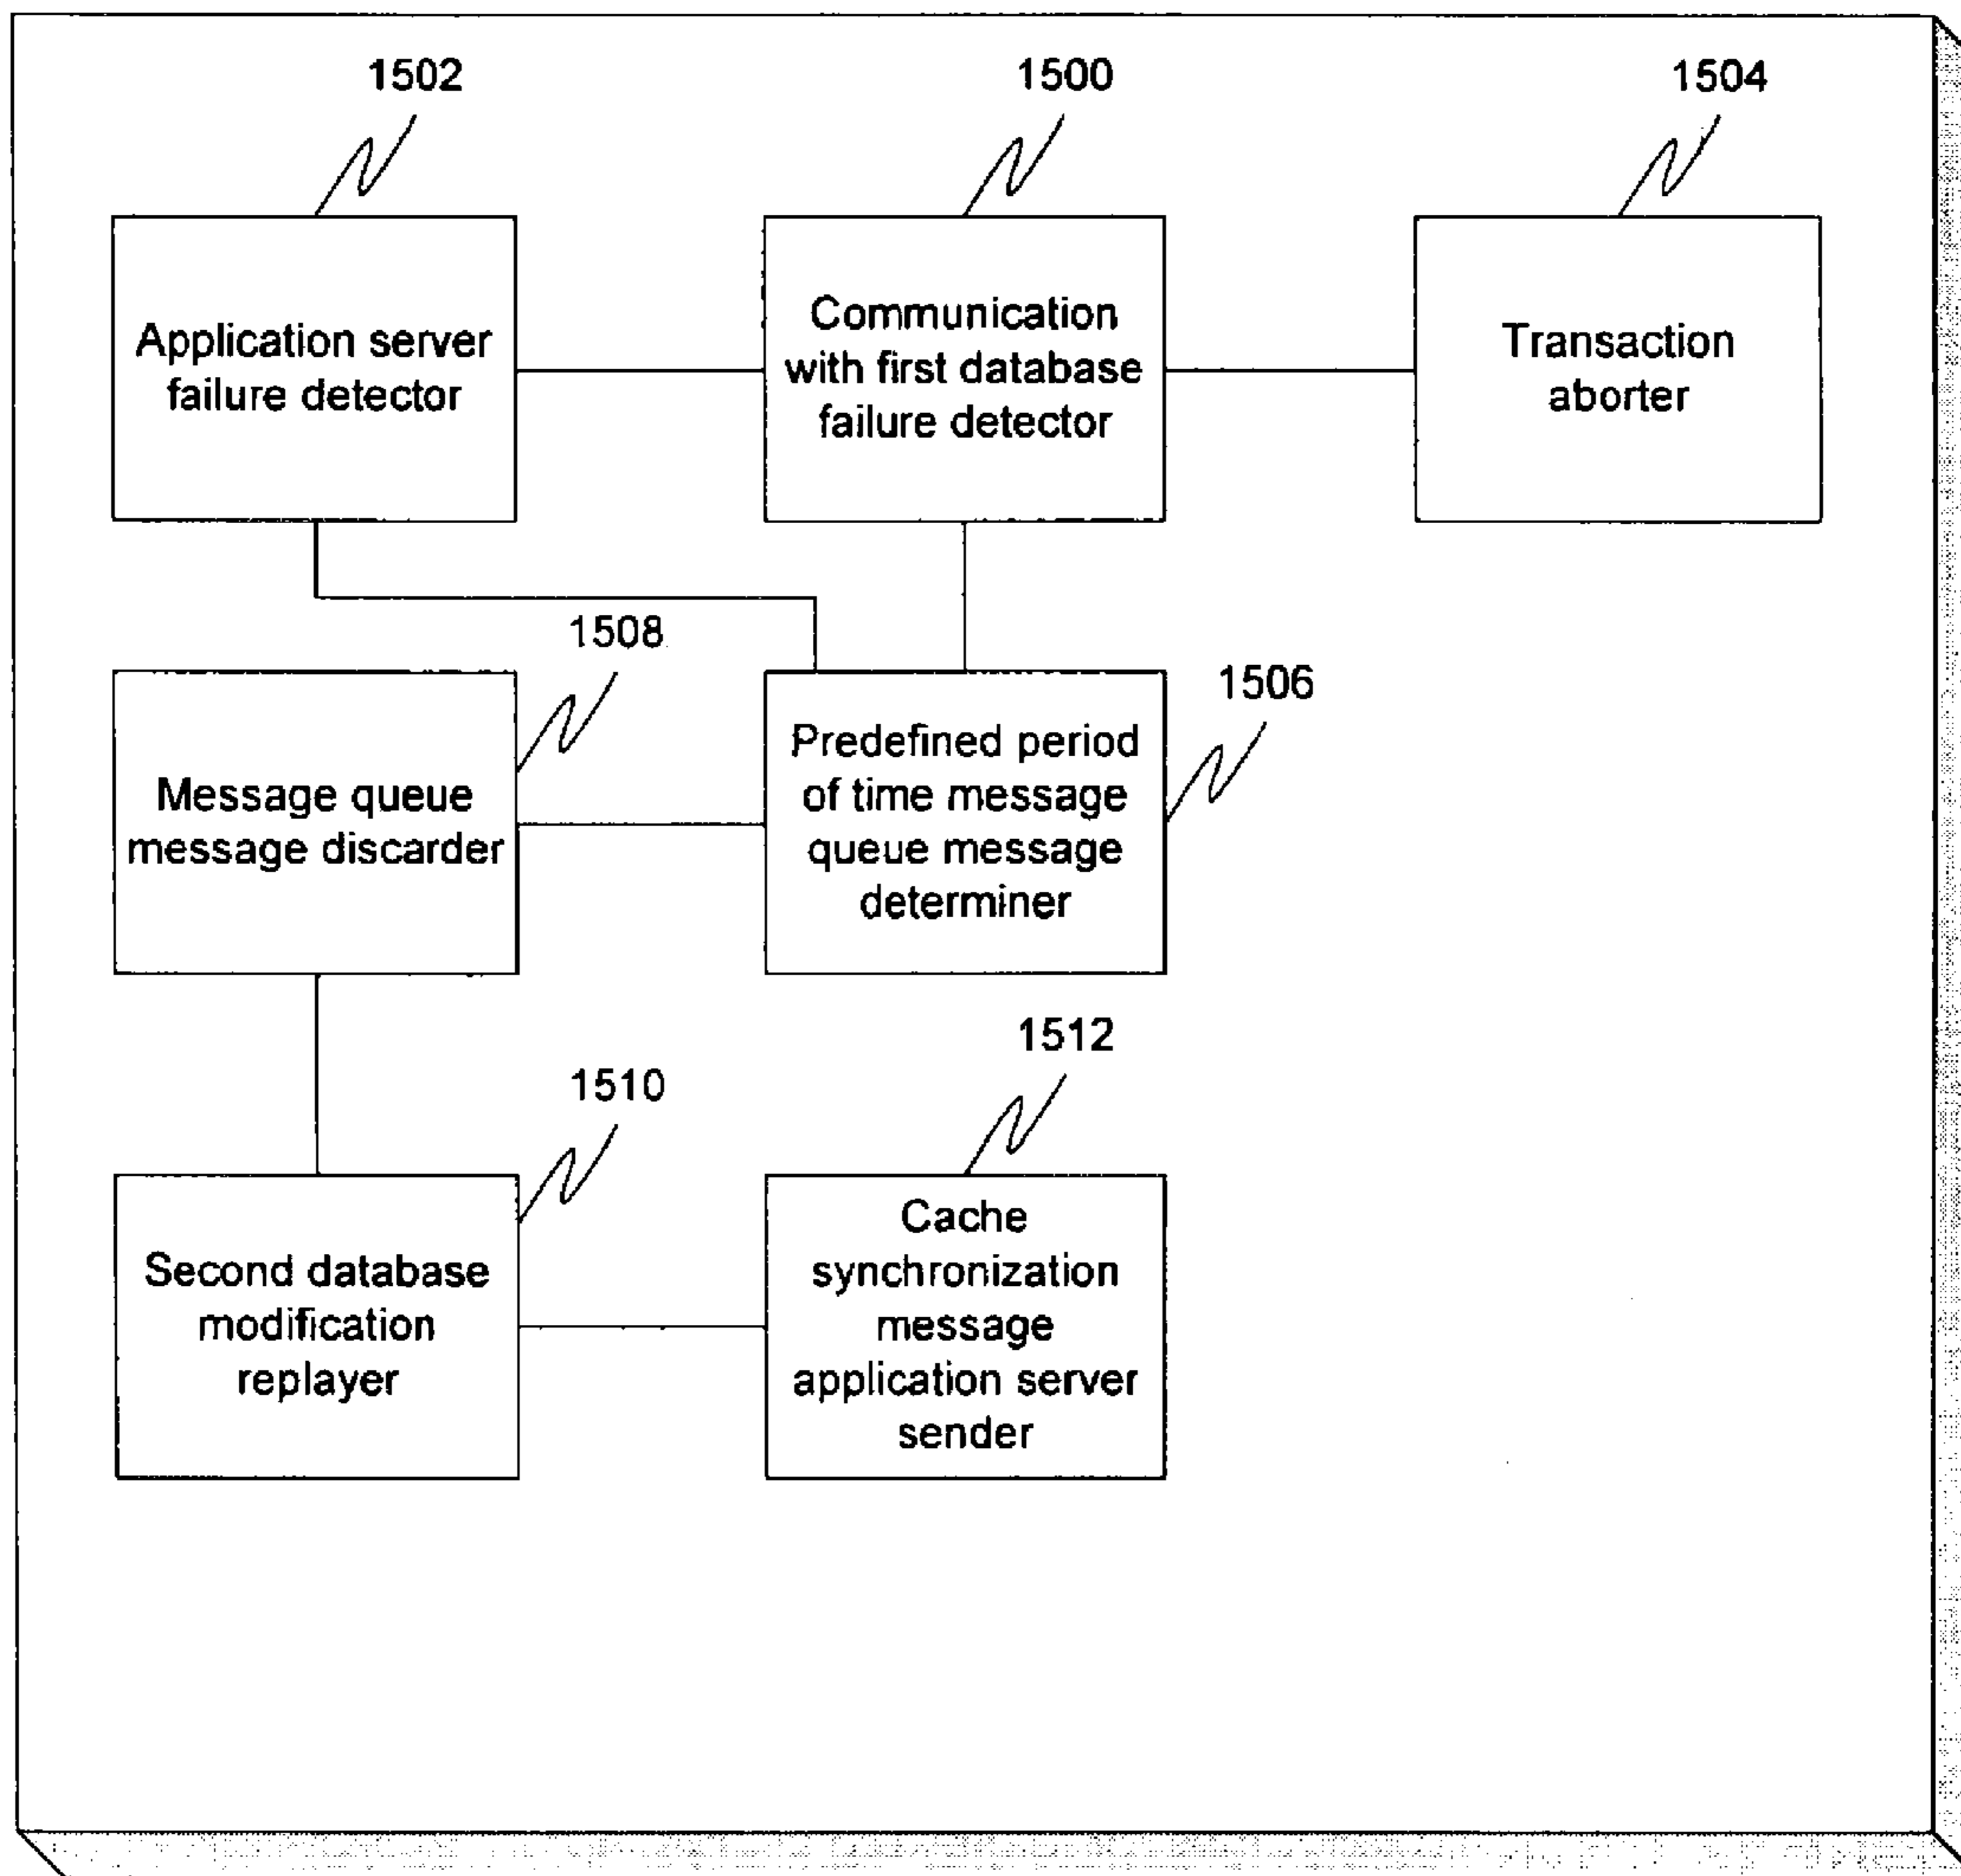 1502
1500
1504
Application server
failure detector
Communication
with first database
failure detector
Transaction
aborter
1508
1506
Message queue
message discarder
Predefined period
of time message
queue message
determiner
1512
1510
Second database
modification
replayer
Cache
synchronization
message
application server
sender